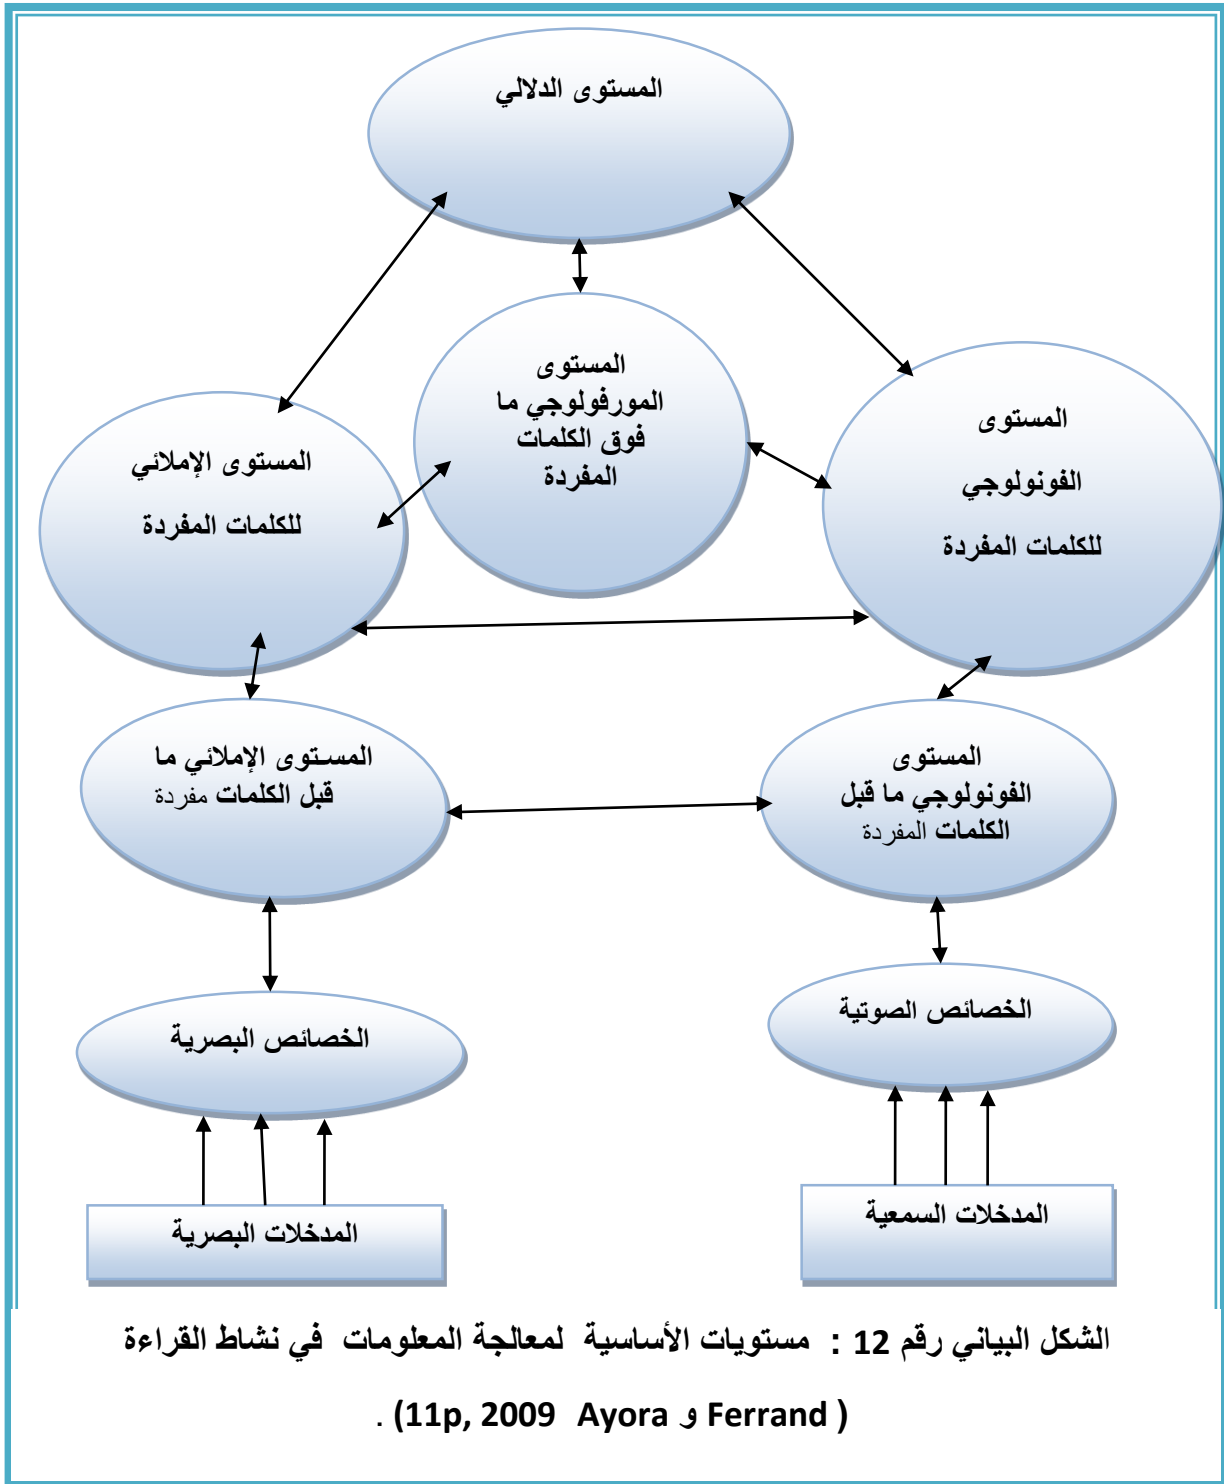 المستوى الدلالي
المستوى
المورفولوجي ما
فوق الكلمات
المفردة
المستوى
الفونولوجي
للكلمات المفردة
المستوى الإملائي
للكلمات المفردة
المستوى
الفونولوجي ما قبل
الكلمات المفردة
المستوى الإملائي ما
قبل الكلمات مفردة
الخصائص الصوتية
الخصائص البصرية
المدخلات السمعية
المدخلات البصرية
الشكل البياني رقم 12 : مستويات الأساسية لمعالجة المعلومات في نشاط القراءة
( Ferrand و Ayora 2009 ,11p) .